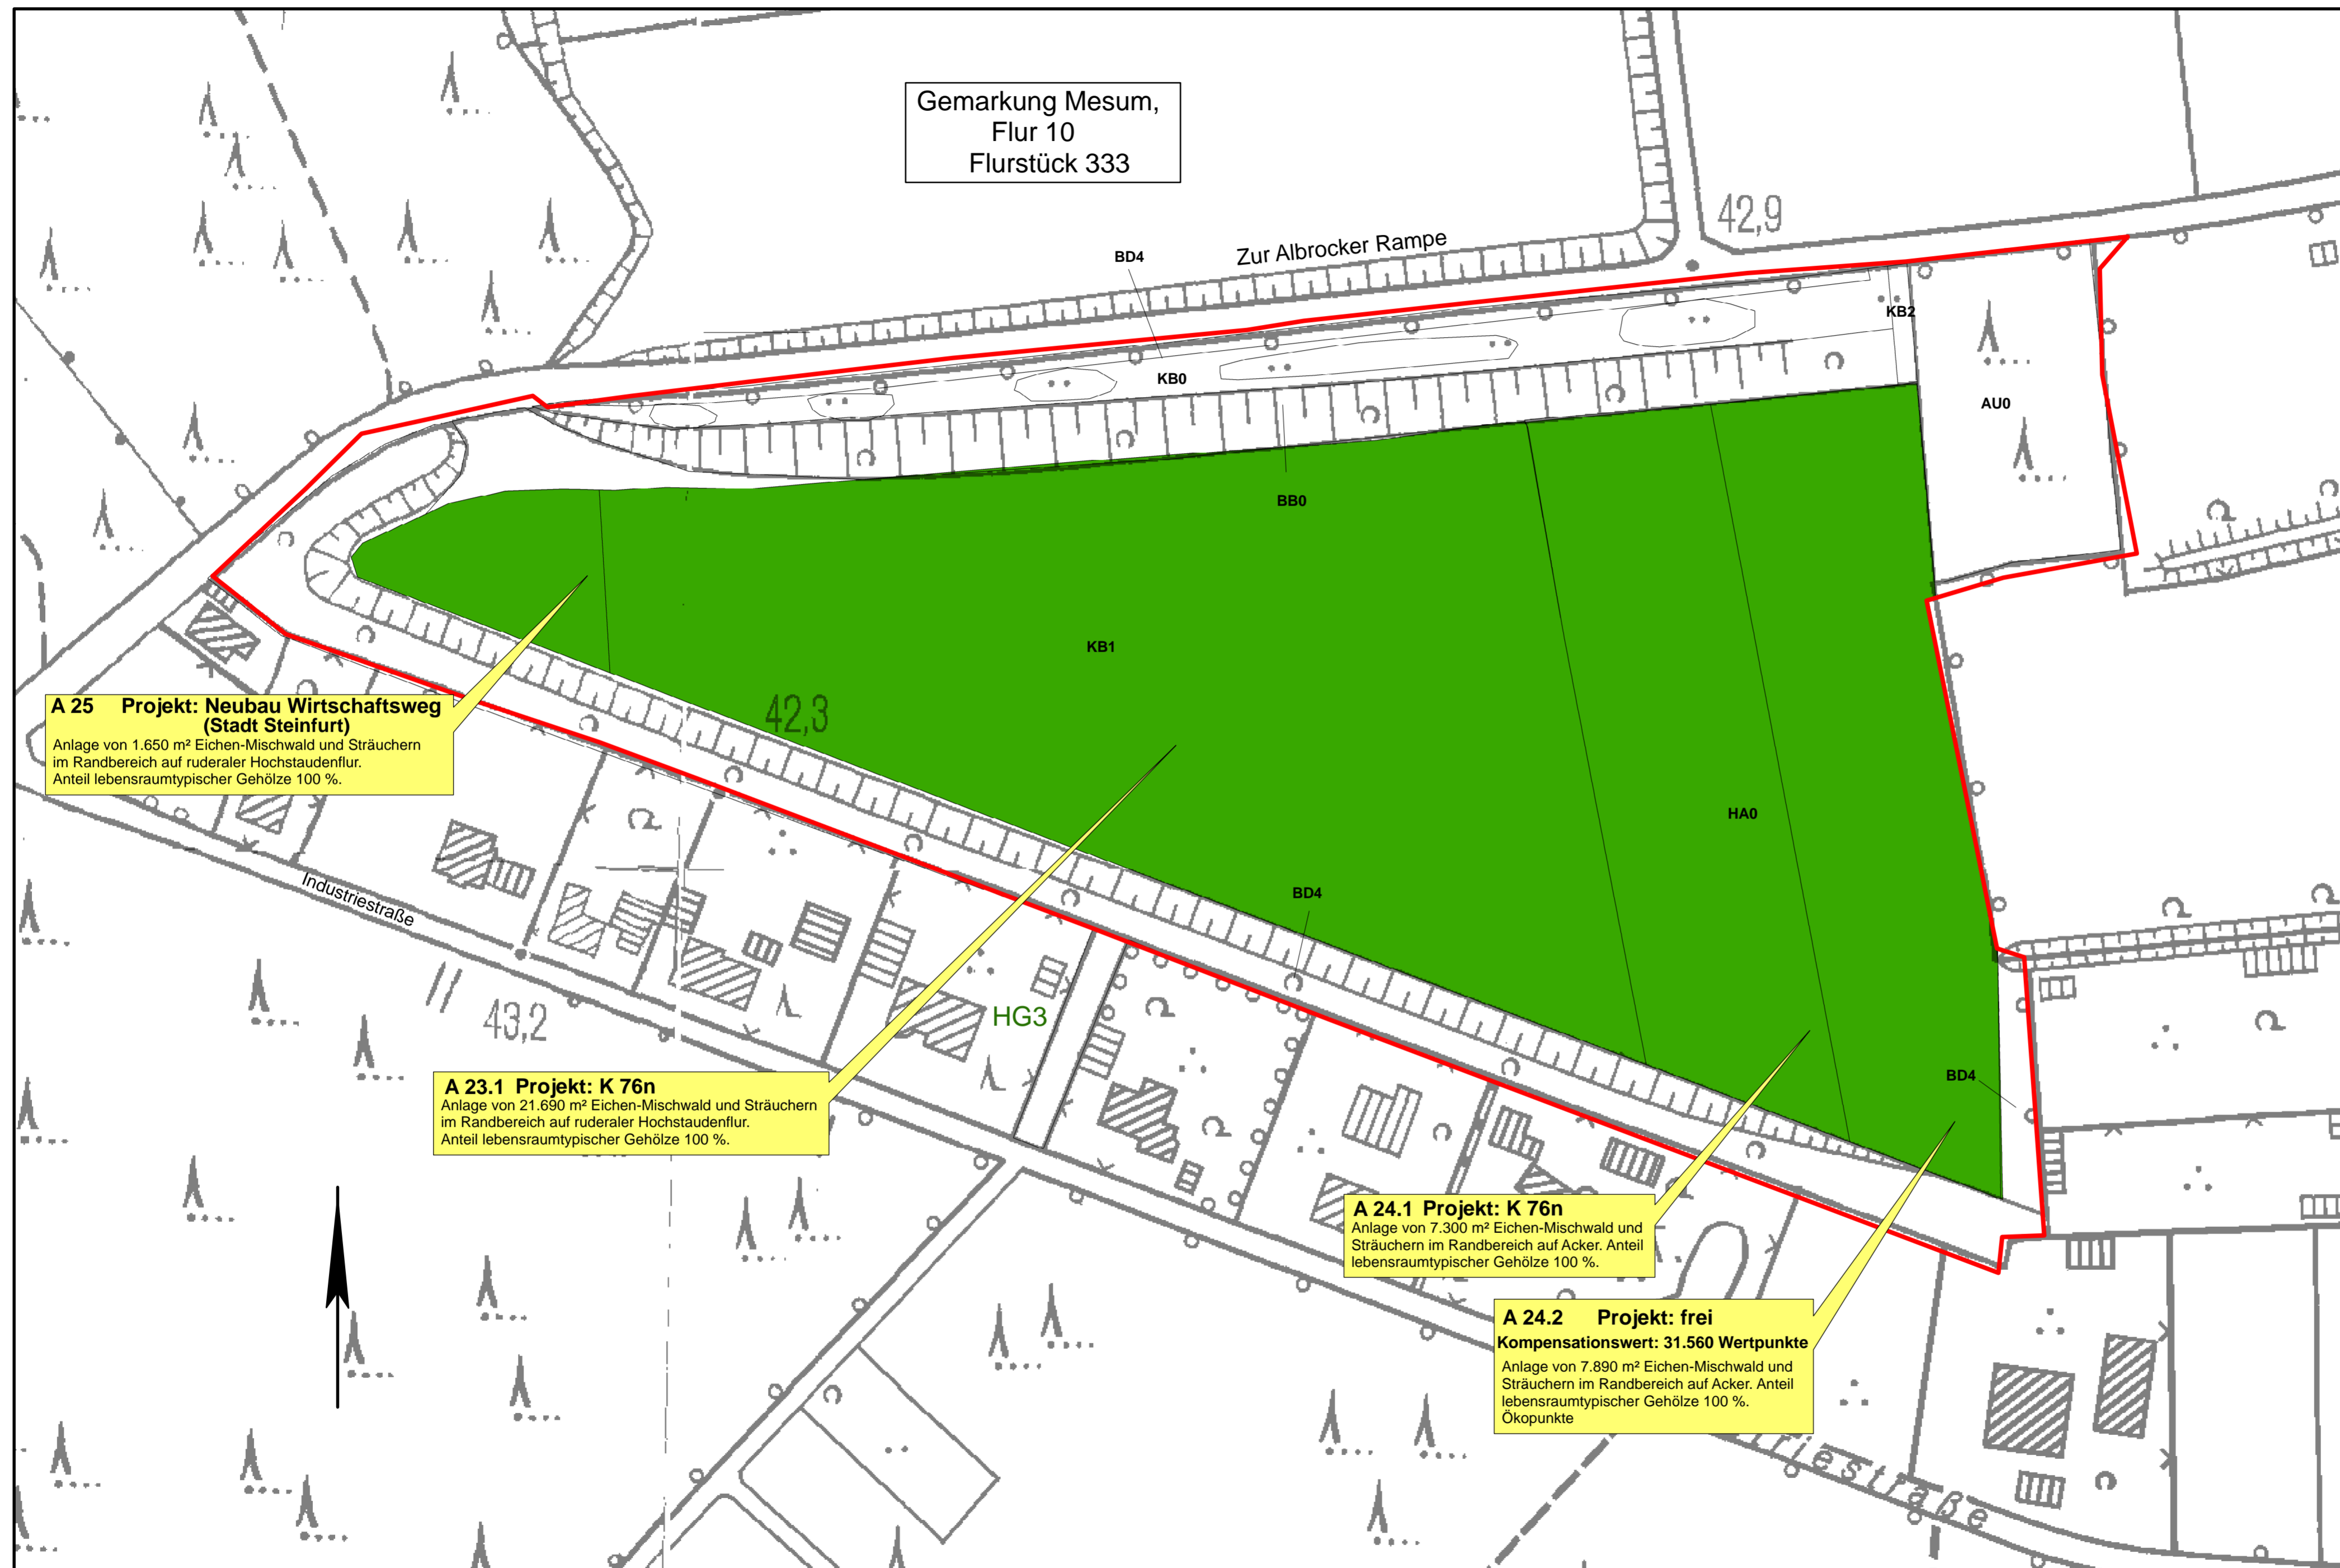 Gemarkung Mesum,
Flur 10
Flurstück 333
42,9
Zur Albrocker Rampe
BD4
KB2
KB0
AU0
BB0
KB1
42,3
HA0
BD4
BD4
A 25 Projekt: Neubau Wirtschaftsweg
(Stadt Steinfurt)
Anlage von 1.650 m² Eichen-Mischwald und Sträuchern
im Randbereich auf ruderaler Hochstaudenflur.
Anteil lebensraumtypischer Gehölze 100 %.
Industriestraße
43,2
HG3
A 23.1 Projekt: K 76n
Anlage von 21.690 m² Eichen-Mischwald und Sträuchern
im Randbereich auf ruderaler Hochstaudenflur.
Anteil lebensraumtypischer Gehölze 100 %.
A 24.1 Projekt: K 76n
Anlage von 7.300 m² Eichen-Mischwald und
Sträuchern im Randbereich auf Acker. Anteil
lebensraumtypischer Gehölze 100 %.
A 24.2 Projekt: frei
Kompensationswert: 31.560 Wertpunkte
Anlage von 7.890 m² Eichen-Mischwald und
Sträuchern im Randbereich auf Acker. Anteil
lebensraumtypischer Gehölze 100 %.
Ökopunkte
triestraße